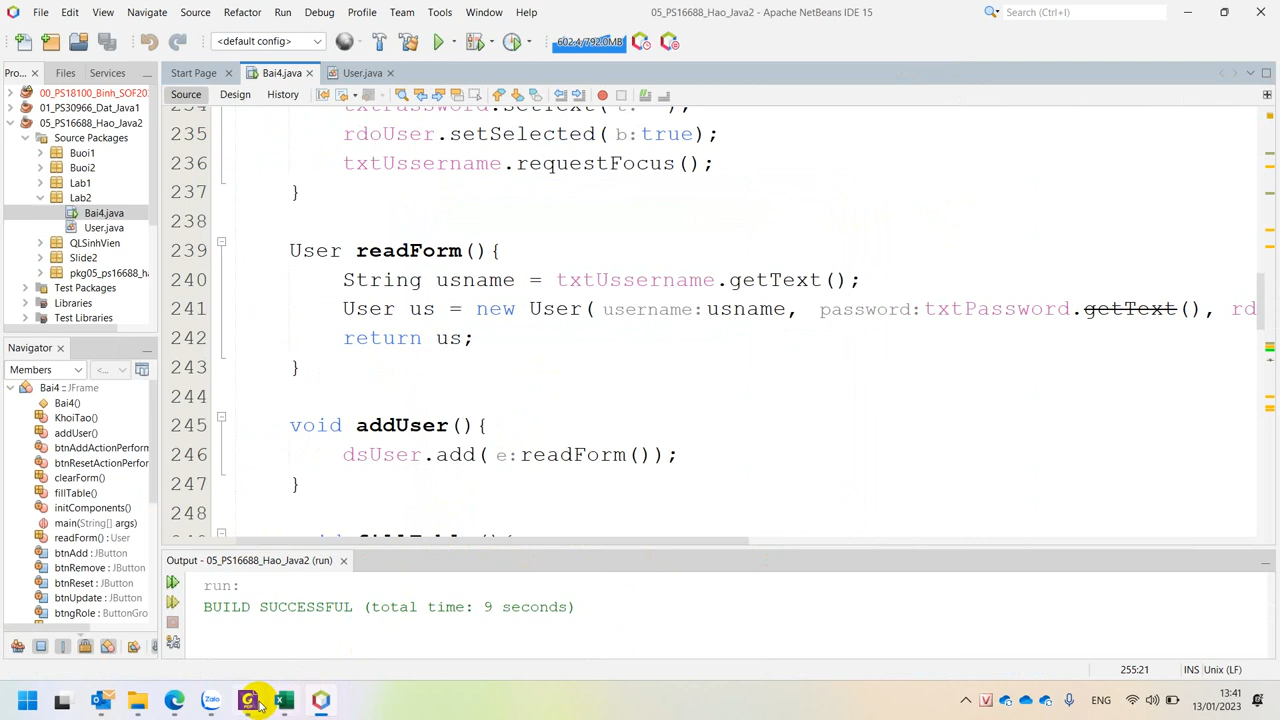 File Edit View Navigate Source Refactor Run Debug Profile Team Tools Window Help
05_PS16688_Hao_Java2 - Apache NetBeans IDE 15
Search (Ctrl+I)
<default config>
602.4/792.0MB
Pro... Files Services
Start Page Bai4.java User.java
Source Design History
00_PS18100_Binh_SOF20
01_PS30966_Dat_Java1
05_PS16688_Hao_Java2
Source Packages
Buoi1
Buoi2
Lab1
Lab2
Bai4.java
User.java
QLSinhVien
Slide2
pkg05_ps16688_ha
Test Packages
Libraries
Test Libraries
235 rdoUser.setSelected( b:true);
236 txtUssername.requestFocus();
237 }
238
239 User readForm(){
240 String usname = txtUssername.getText();
241 User us = new User( username:usname, password:txtPassword.getText(), rd
242 return us;
243 }
244
245 void addUser(){
246 dsUser.add( e:readForm());
247 }
248
Navigator
Members <...
Bai4 :: JFrame
Bai4()
KhoiTao()
addUser()
btnAddActionPerform
btnResetActionPerform
clearForm()
fillTable()
initComponents()
main(String[] args)
readForm() : User
btnAdd : JButton
btnRemove : JButton
btnReset : JButton
btnUpdate : JButton
btngRole : ButtonGro
Output - 05_PS16688_Hao_Java2 (run)
run:
BUILD SUCCESSFUL (total time: 9 seconds)
255:21 INS Unix (LF)
Zalo
ENG
13:41
13/01/2023